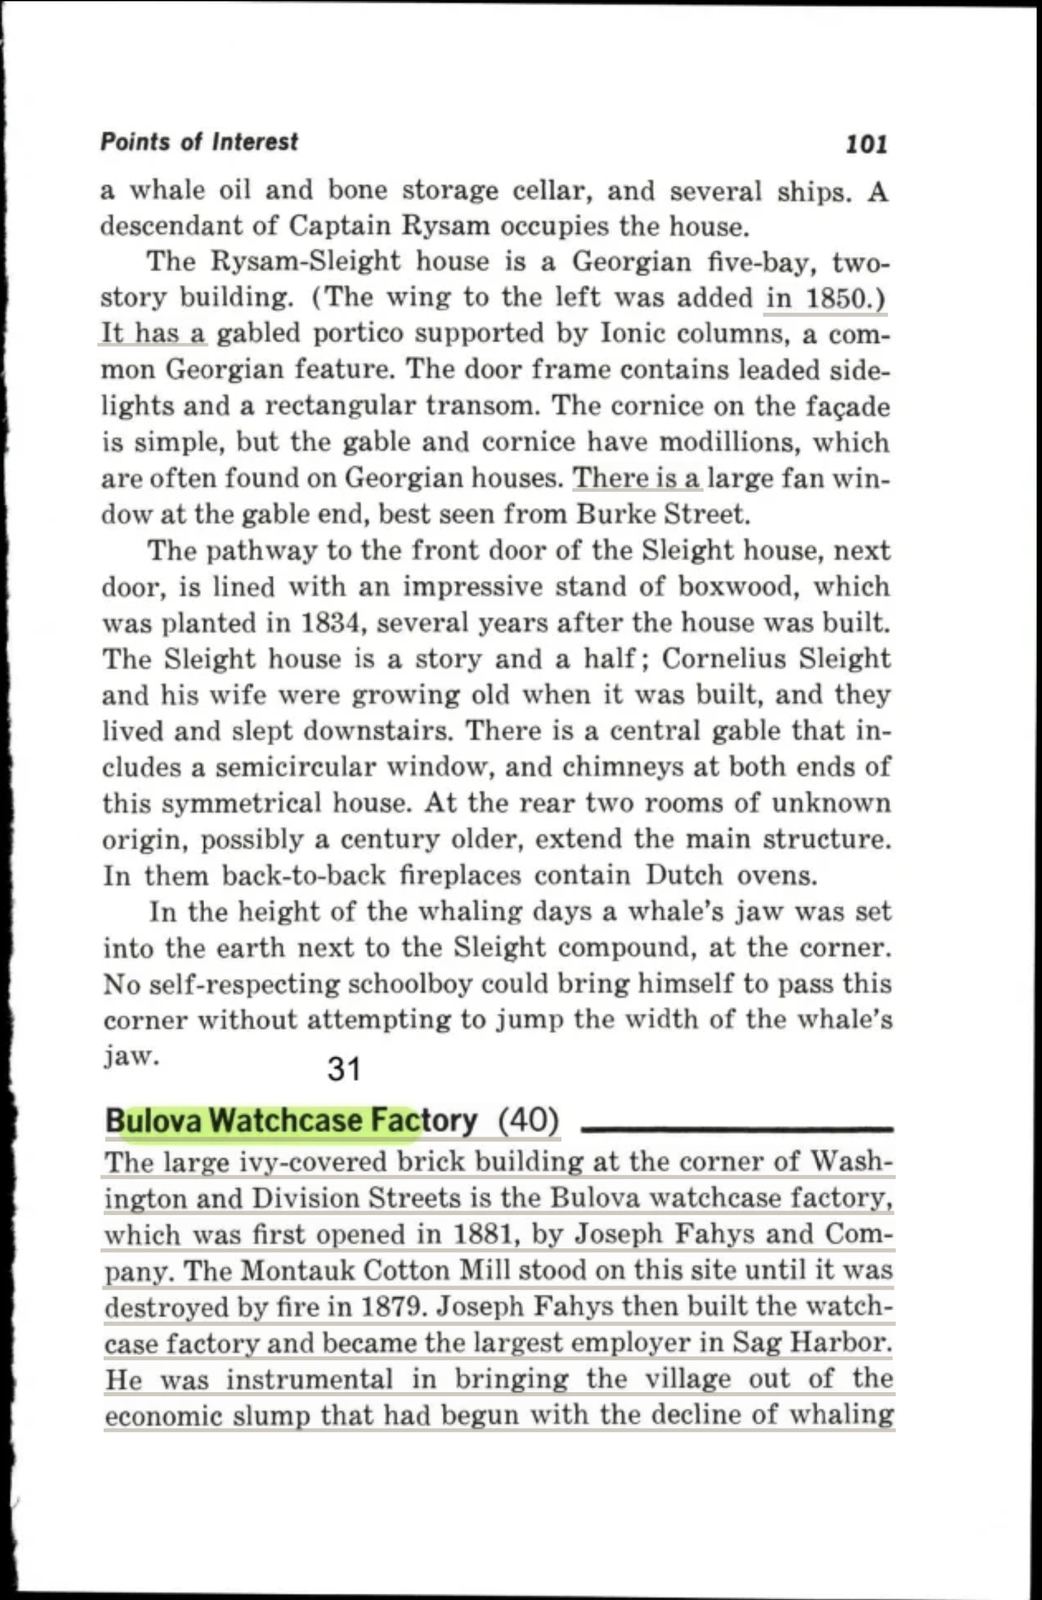 Points of Interest 101
a whale oil and bone storage cellar, and several ships. A
descendant of Captain Rysam occupies the house.
The Rysam-Sleight house is a Georgian five-bay, two-
story building. (The wing to the left was added in 1850.)
It has a gabled portico supported by Ionic columns, a com-
mon Georgian feature. The door frame contains leaded side-
lights and a rectangular transom. The cornice on the façade
is simple, but the gable and cornice have modillions, which
are often found on Georgian houses. There is a large fan win-
dow at the gable end, best seen from Burke Street.
The pathway to the front door of the Sleight house, next
door, is lined with an impressive stand of boxwood, which
was planted in 1834, several years after the house was built.
The Sleight house is a story and a half; Cornelius Sleight
and his wife were growing old when it was built, and they
lived and slept downstairs. There is a central gable that in-
cludes a semicircular window, and chimneys at both ends of
this symmetrical house. At the rear two rooms of unknown
origin, possibly a century older, extend the main structure.
In them back-to-back fireplaces contain Dutch ovens.
In the height of the whaling days a whale's jaw was set
into the earth next to the Sleight compound, at the corner.
No self-respecting schoolboy could bring himself to pass this
corner without attempting to jump the width of the whale's
jaw.
31
Bulova Watchcase Factory (40)
The large ivy-covered brick building at the corner of Wash-
ington and Division Streets is the Bulova watchcase factory,
which was first opened in 1881, by Joseph Fahys and Com-
pany. The Montauk Cotton Mill stood on this site until it was
destroyed by fire in 1879. Joseph Fahys then built the watch-
case factory and became the largest employer in Sag Harbor.
He was instrumental in bringing the village out of the
economic slump that had begun with the decline of whaling